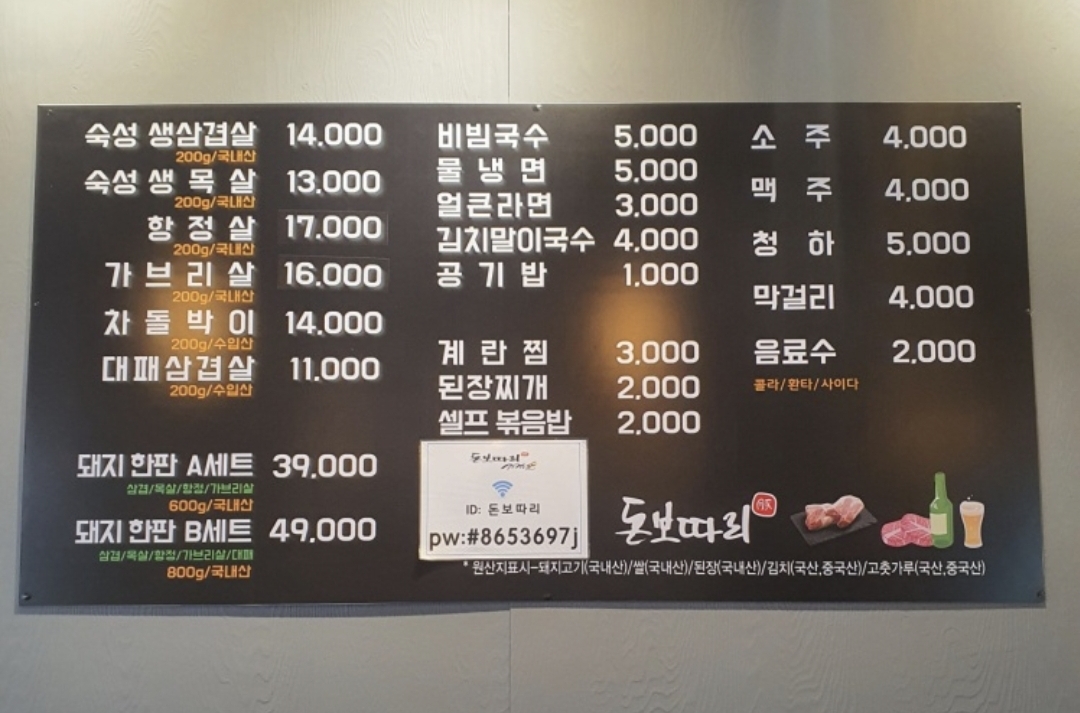 숙성 생삼겹살 14.000
200g/국내산
숙성 생 목 살 13.000
200g/국내산
항 정 살 17.000
200g/국내산
가 브 리 살 16.000
200g/국내산
차 돌 박 이 14.000
200g/수입산
대패삼겹살 11.000
200g/수입산
돼지 한판 A세트 39.000
삼겹/목살/항정/가브리살
600g/국내산
돼지 한판 B세트 49.000
삼겹/목살/항정/가브리살/대패
800g/국내산
비빔국수 5.000
물 냉 면 5.000
얼큰라면 3.000
김치말이국수 4.000
공 기 밥 1.000
계 란 찜 3.000
된장찌개 2.000
셀프 볶음밥 2.000
돈보따리
ID: 돈보따리
pw:#8653697j
소 주 4.000
맥 주 4.000
청 하 5.000
막걸리 4.000
음료수 2.000
콜라/환타/사이다
돈보따리
* 원산지표시-돼지고기(국내산)/쌀(국내산)/된장(국내산)/김치(국산,중국산)/고춧가루(국산,중국산)